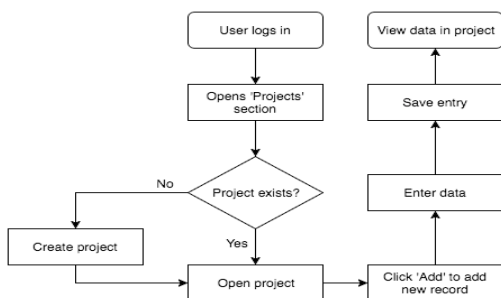 User logs in
Opens 'Projects'
section
Project exists?
No
Yes
Create project
Open project
Click 'Add' to add
new record
Enter data
Save entry
View data in project